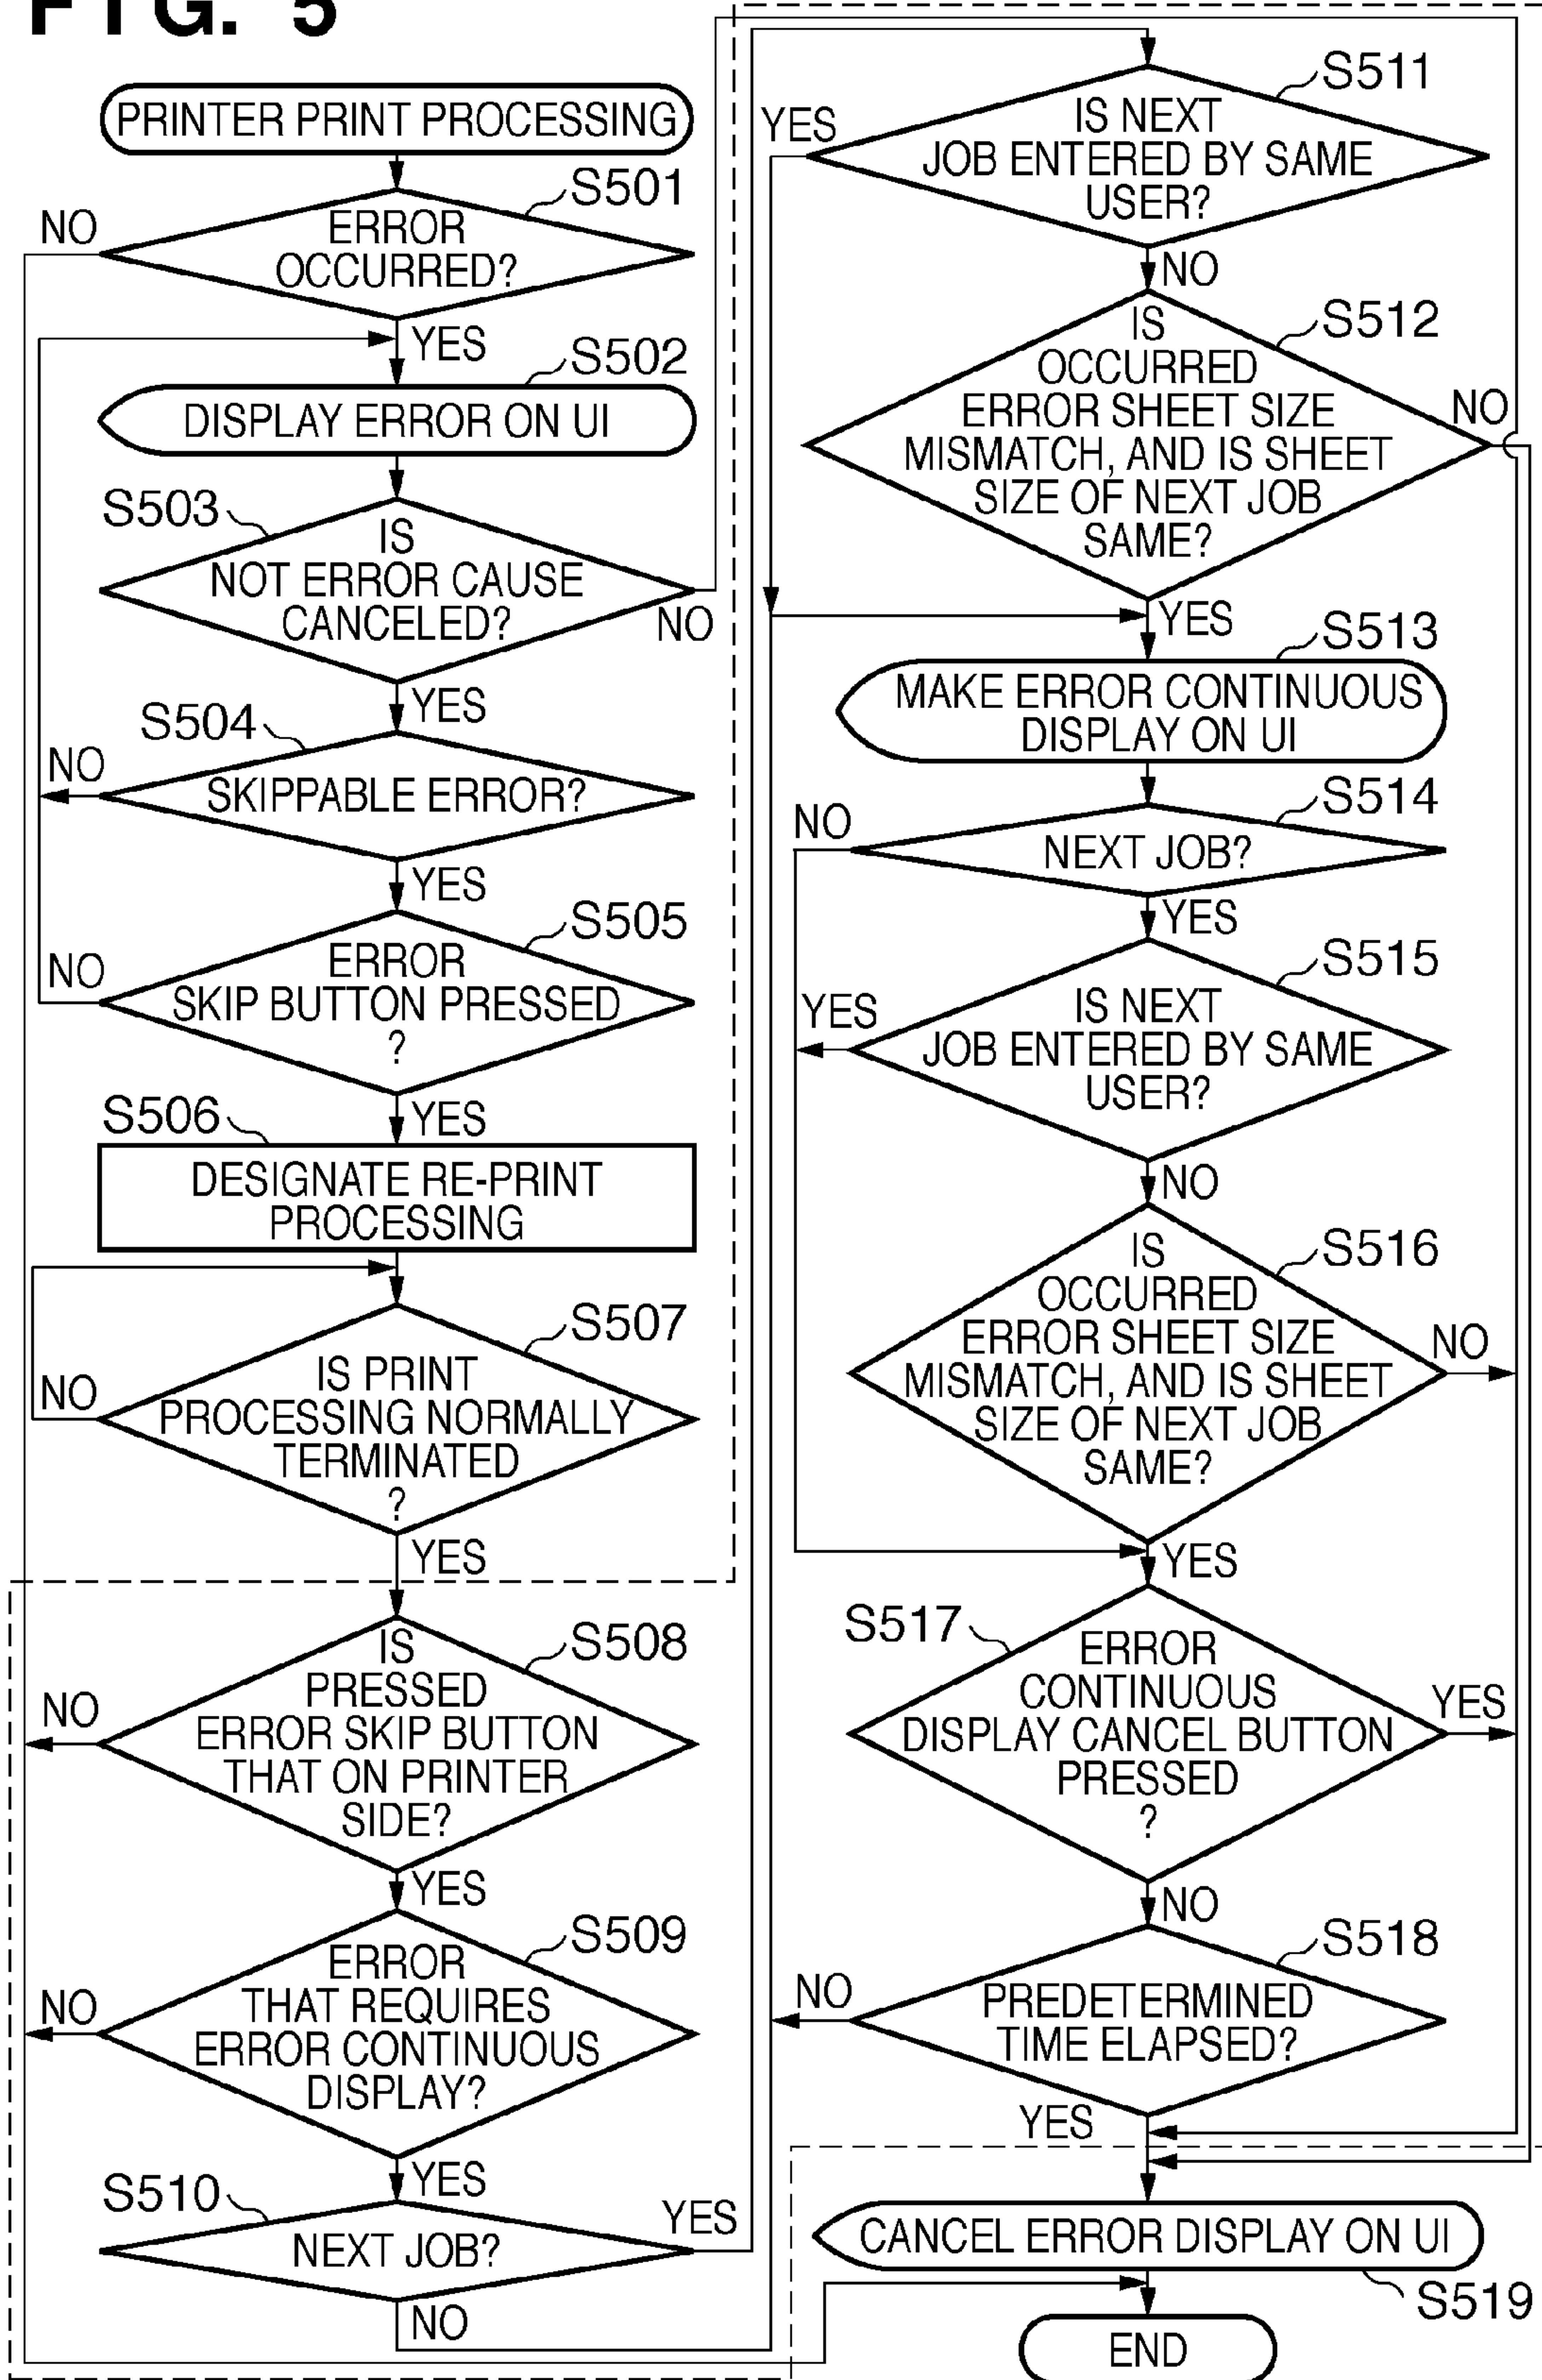 FIG. 5
PRINTER PRINT PROCESSING
S501
NO
ERROR
OCCURRED?
YES
S502
DISPLAY ERROR ON UI
S503
IS
NOT ERROR CAUSE
CANCELED?
NO
YES
S504
NO
SKIPPABLE ERROR?
YES
S505
ERROR
NO
SKIP BUTTON PRESSED
?
S506
YES
DESIGNATE RE-PRINT
PROCESSING
S507
IS PRINT
NO
PROCESSING NORMALLY
TERMINATED
?
YES
S508
IS
PRESSED
NO
ERROR SKIP BUTTON
THAT ON PRINTER
SIDE?
YES
S509
ERROR
NO
THAT REQUIRES
ERROR CONTINUOUS
DISPLAY?
YES
S510
YES
NEXT JOB?
NO
S511
YES
IS NEXT
JOB ENTERED BY SAME
USER?
NO
S512
IS
OCCURRED
ERROR SHEET SIZE
NO
MISMATCH, AND IS SHEET
SIZE OF NEXT JOB
SAME?
YES
S513
MAKE ERROR CONTINUOUS
DISPLAY ON UI
S514
NO
NEXT JOB?
YES
S515
YES
IS NEXT
JOB ENTERED BY SAME
USER?
NO
S516
IS
OCCURRED
ERROR SHEET SIZE
NO
MISMATCH, AND IS SHEET
SIZE OF NEXT JOB
SAME?
YES
S517
ERROR
CONTINUOUS
YES
DISPLAY CANCEL BUTTON
PRESSED
?
NO
S518
NO
PREDETERMINED
TIME ELAPSED?
YES
CANCEL ERROR DISPLAY ON UI
S519
END